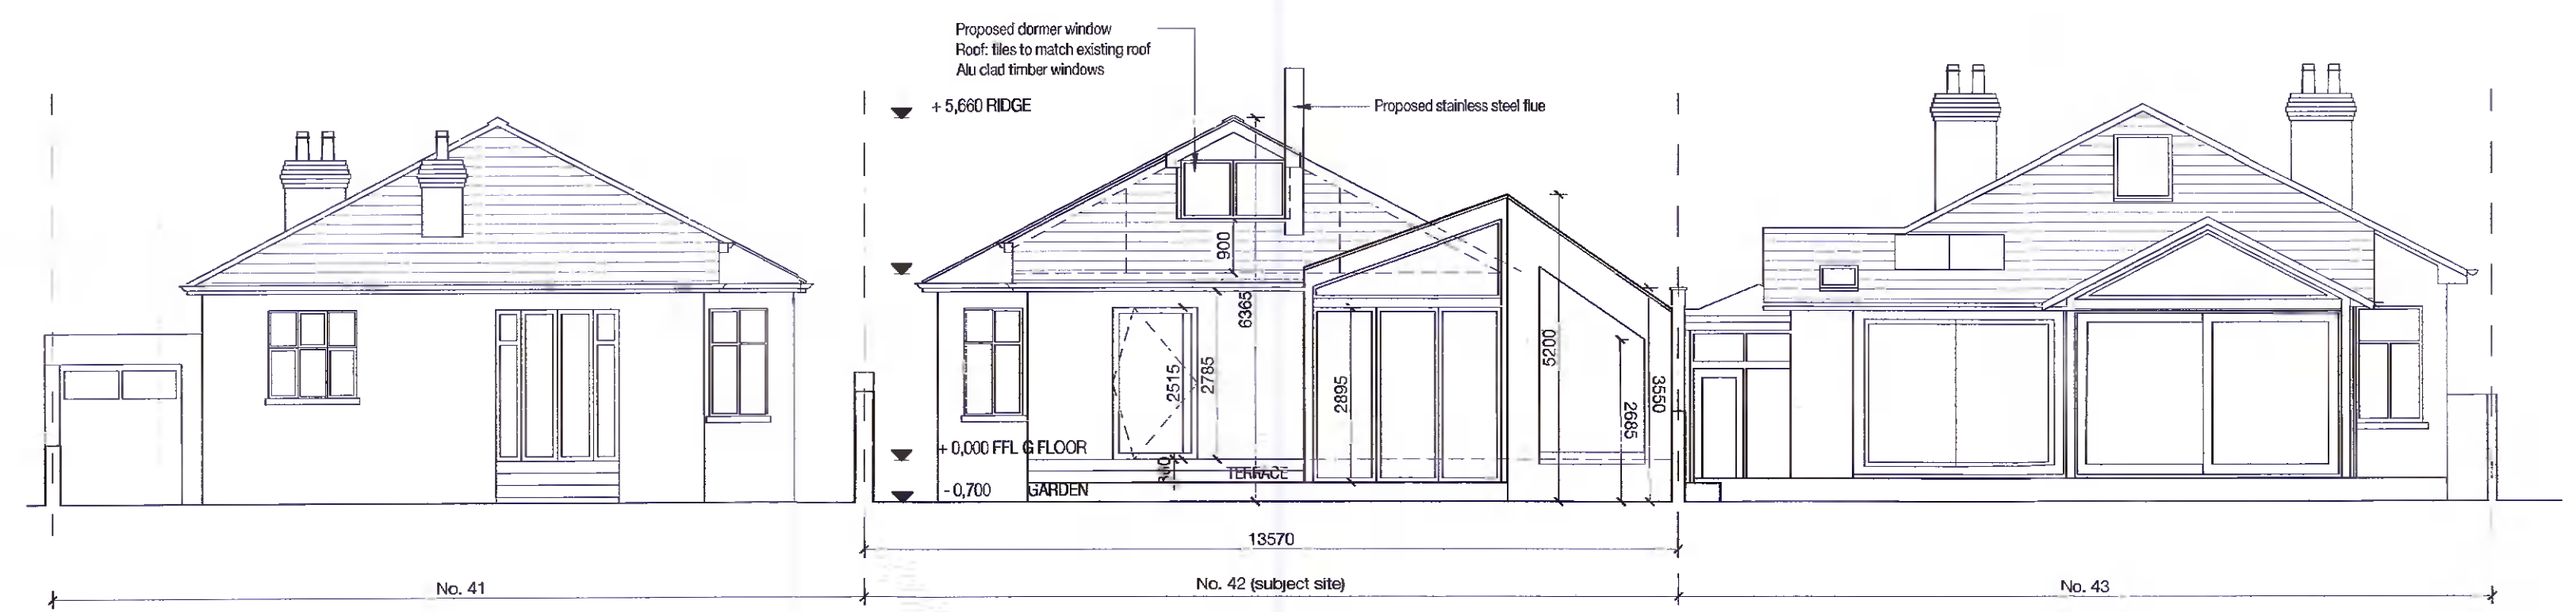 Proposed dormer window
Roof: tiles to match existing roof
Alu clad timber windows
+ 5,660 RIDGE
Proposed stainless steel flue
900
6365
5200
2515
2785
2895
2685
3550
+ 0,000 FFL G FLOOR
TERRACE
- 0,700 GARDEN
13570
No. 41
No. 42 (subject site)
No. 43